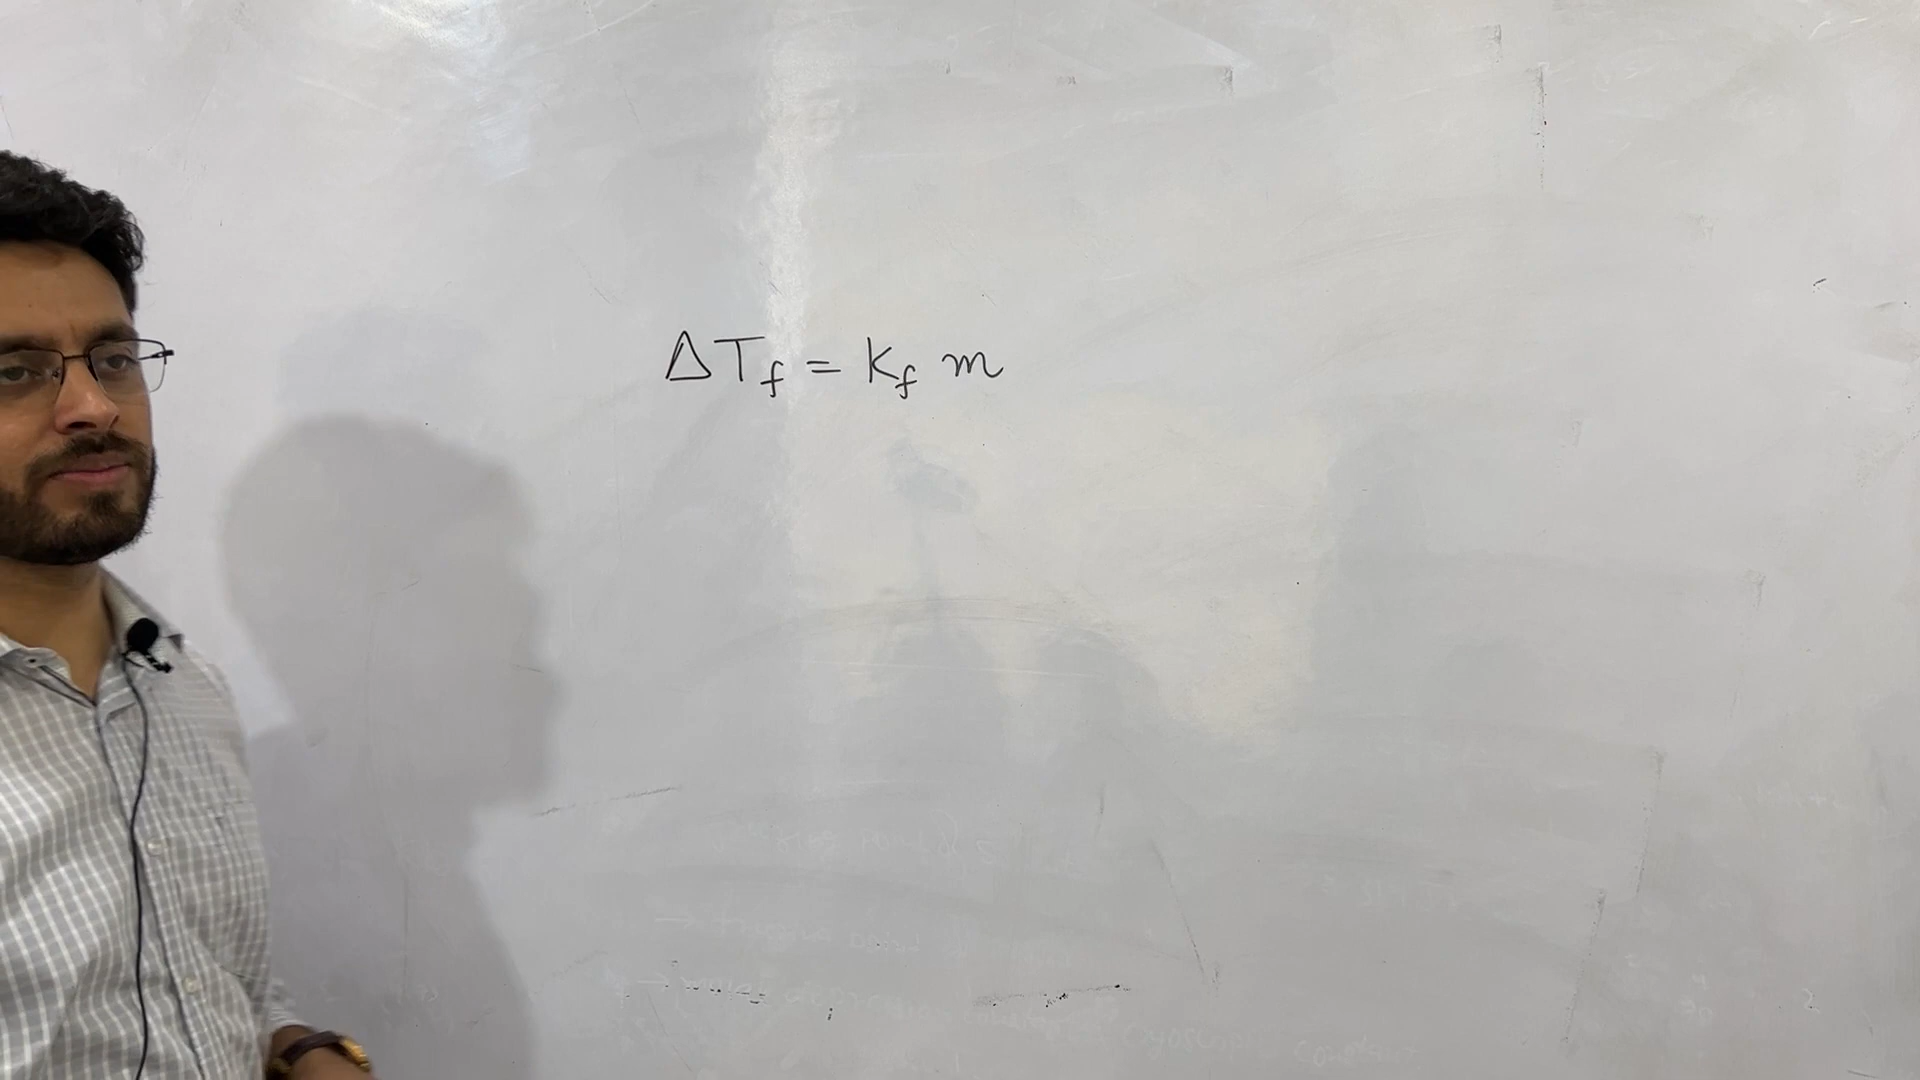 ΔT_f = K_f m